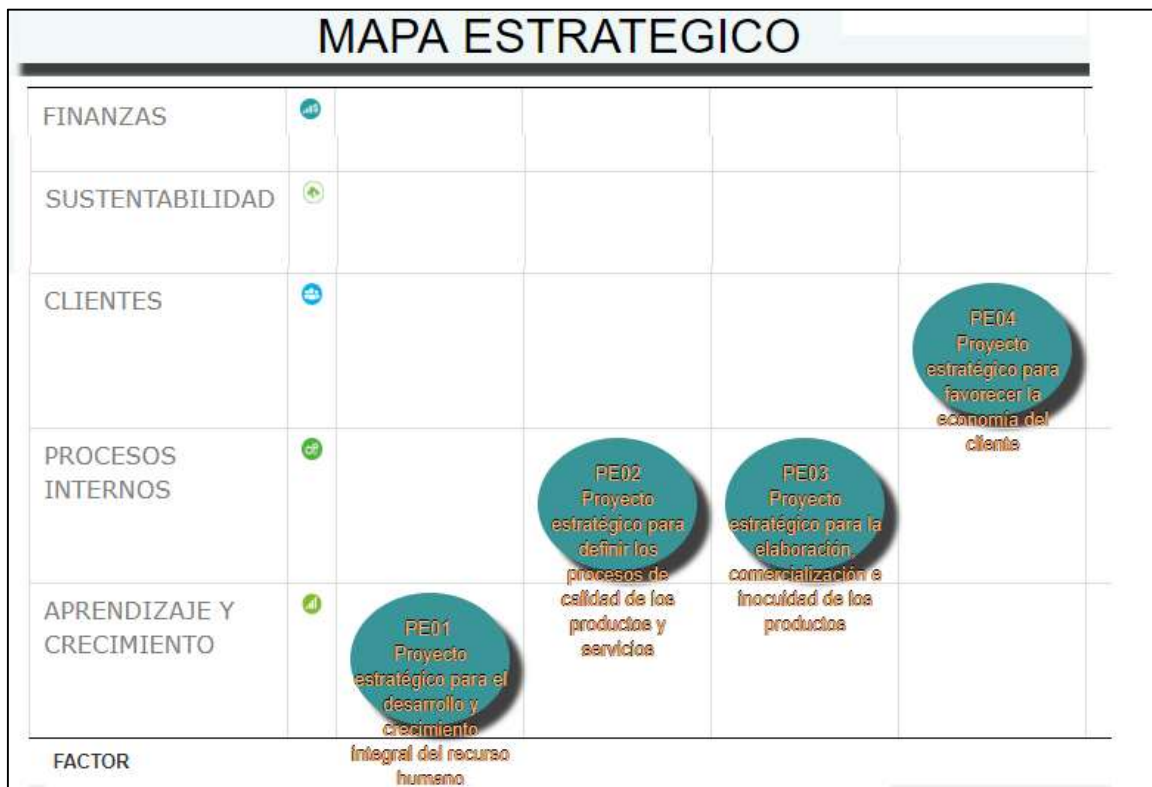 MAPA ESTRATEGICO
FINANZAS
SUSTENTABILIDAD
CLIENTES
PE04
Proyecto
estratégico para
favorecer la
economía del
cliente
PROCESOS
INTERNOS
PE02
Proyecto
estratégico para
definir los
procesos de
calidad de los
productos y
servicios
PE03
Proyecto
estratégico para la
elaboración,
comercialización e
inocuidad de los
productos
APRENDIZAJE Y
CRECIMIENTO
PE01
Proyecto
estratégico para el
desarrollo y
crecimiento
integral del recurso
humano
FACTOR